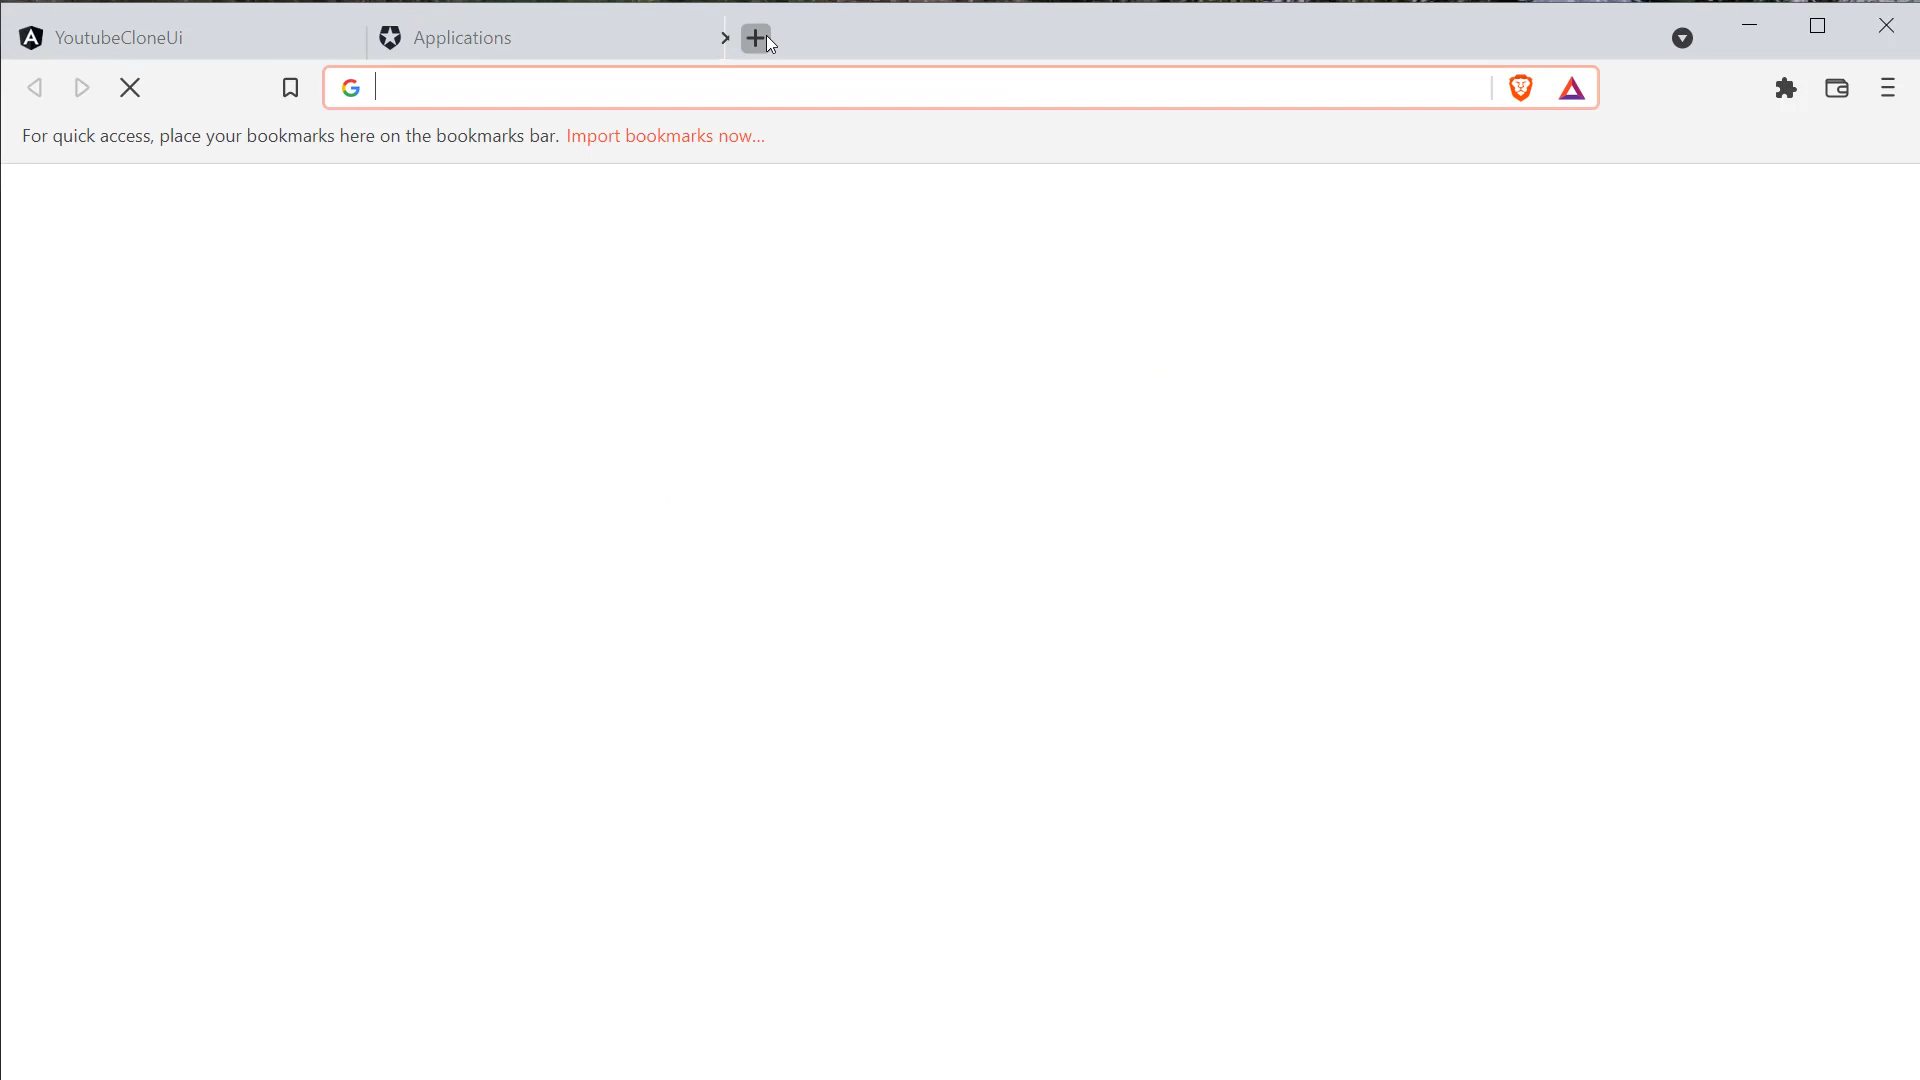 YoutubeCloneUi
Applications
For quick access, place your bookmarks here on the bookmarks bar. Import bookmarks now...